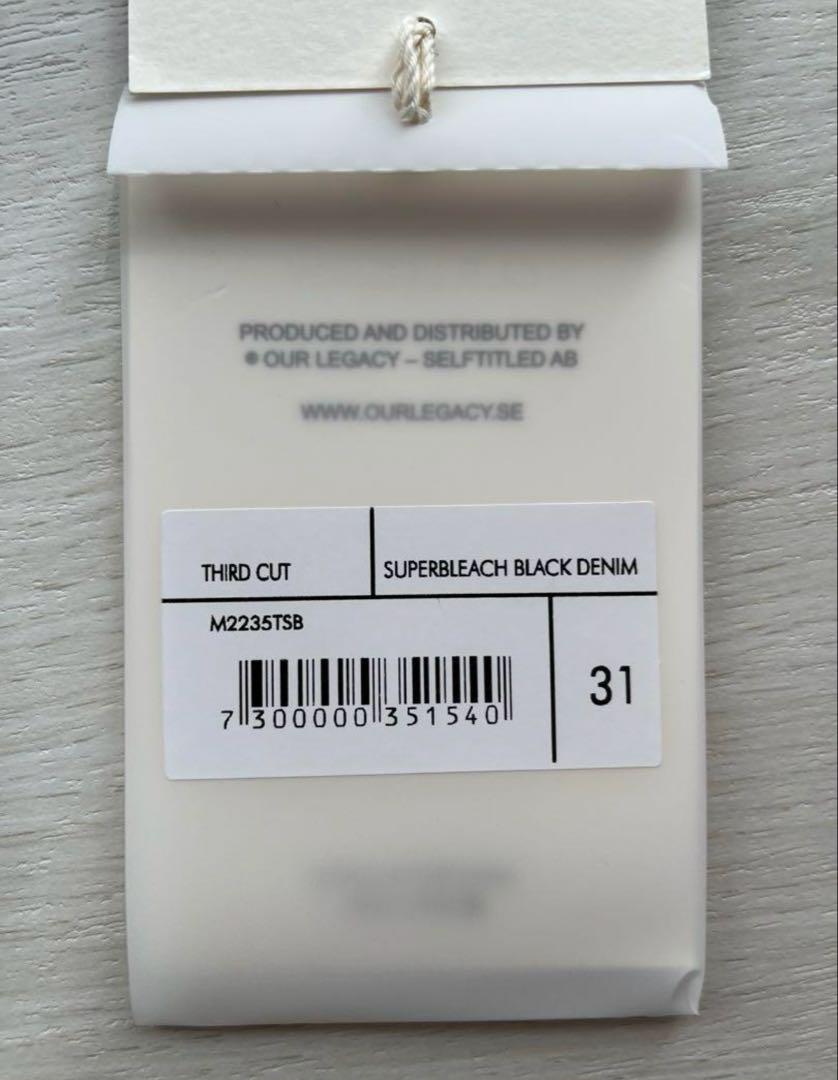 PRODUCED AND DISTRIBUTED BY
® OUR LEGACY – SELFTITLED AB
WWW.OURLEGACY.SE
THIRD CUT
SUPERBLEACH BLACK DENIM
M2235TSB
31
7 300000 351540